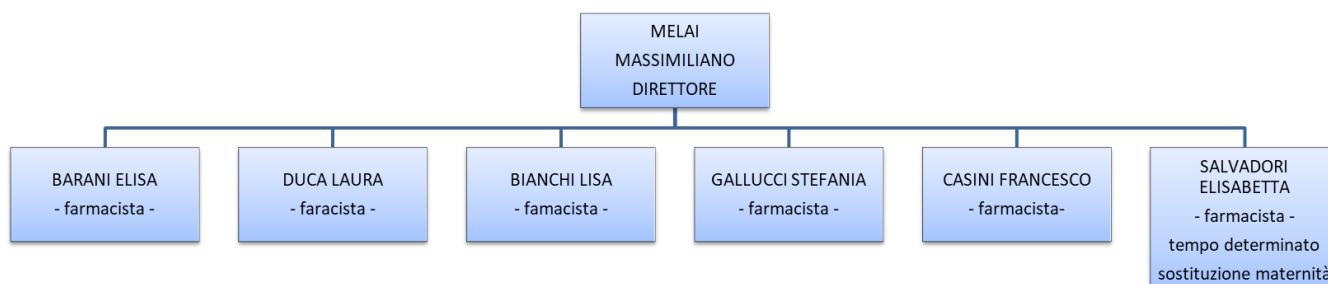 MELAI
MASSIMILIANO
DIRETTORE
BARANI ELISA
- farmacista -
DUCA LAURA
- faracista -
BIANCHI LISA
- famacista -
GALLUCCI STEFANIA
- farmacista -
CASINI FRANCESCO
- farmacista-
SALVADORI
ELISABETTA
- farmacista -
tempo determinato
sostituzione maternità